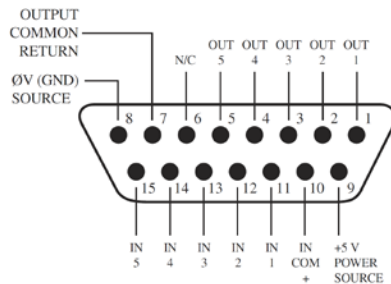 OUTPUT
COMMON
RETURN
ØV (GND)
SOURCE
N/C
OUT
5
OUT
4
OUT
3
OUT
2
OUT
1
8 7 6 5 4 3 2 1
15 14 13 12 11 10 9
IN
5
IN
4
IN
3
IN
2
IN
1
IN
COM
+
+5 V
POWER
SOURCE